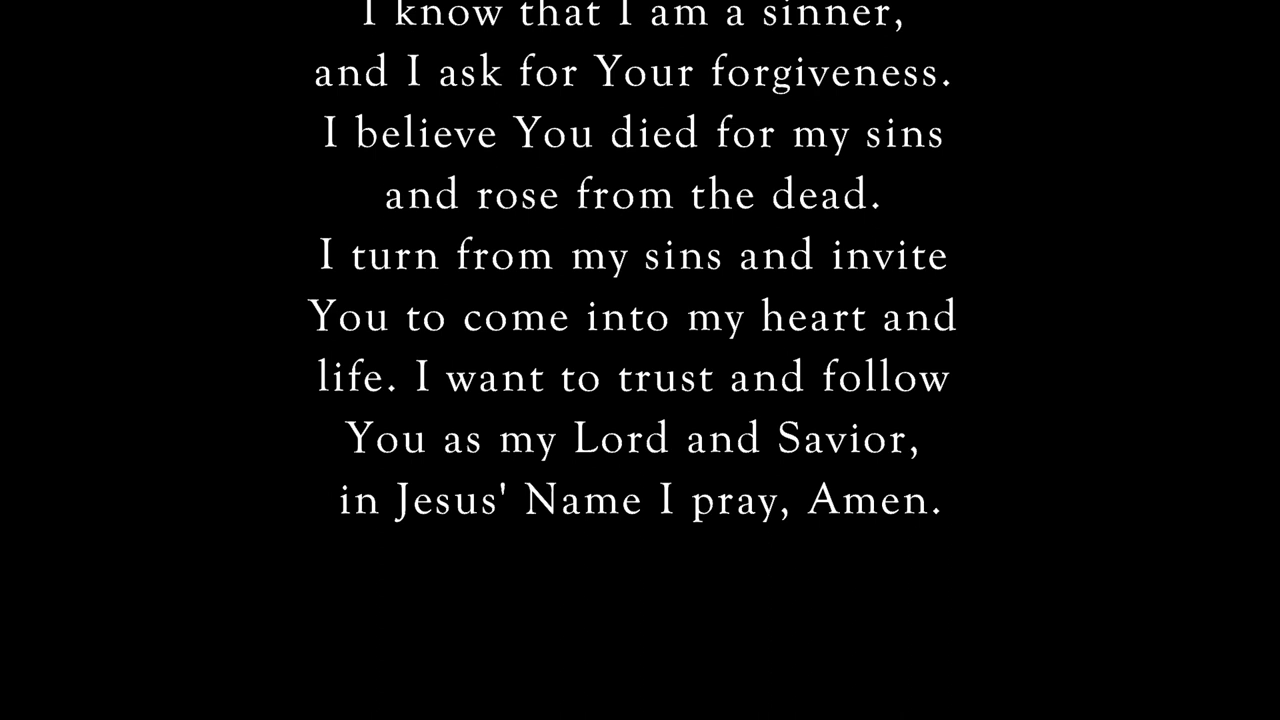 I know that I am a sinner,
and I ask for Your forgiveness.
I believe You died for my sins
and rose from the dead.
I turn from my sins and invite
You to come into my heart and
life. I want to trust and follow
You as my Lord and Savior,
in Jesus' Name I pray, Amen.